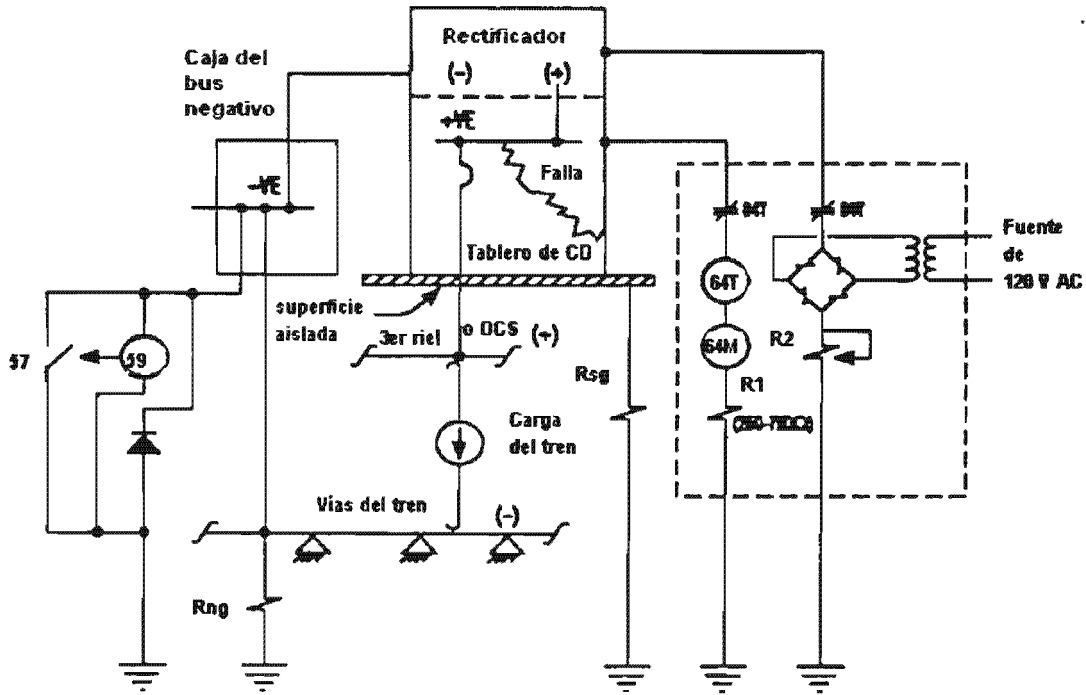 Rectificador
(-)
(+)
Caja del
bus
negativo
+VE
-VE
Falla
Tablero de CD
superficie
aislada
3er riel
o OCS
(+)
57
59
Rsg
Carga
del tren
Vias del tren
(-)
Rng
64T
64M
R1
R2
Fuente
de
120 V AC